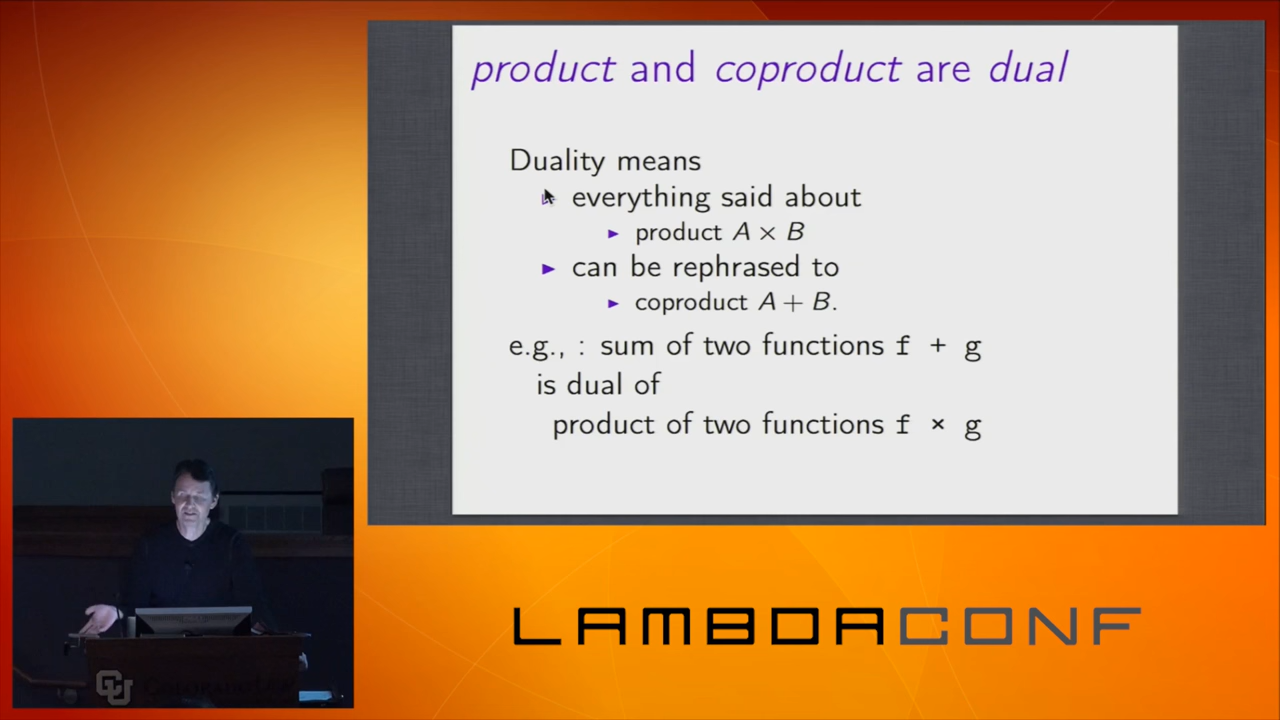 product and coproduct are dual
Duality means
everything said about
product A × B
can be rephrased to
coproduct A + B.
e.g., : sum of two functions f + g
is dual of
product of two functions f × g
LAMBDACONF
CU